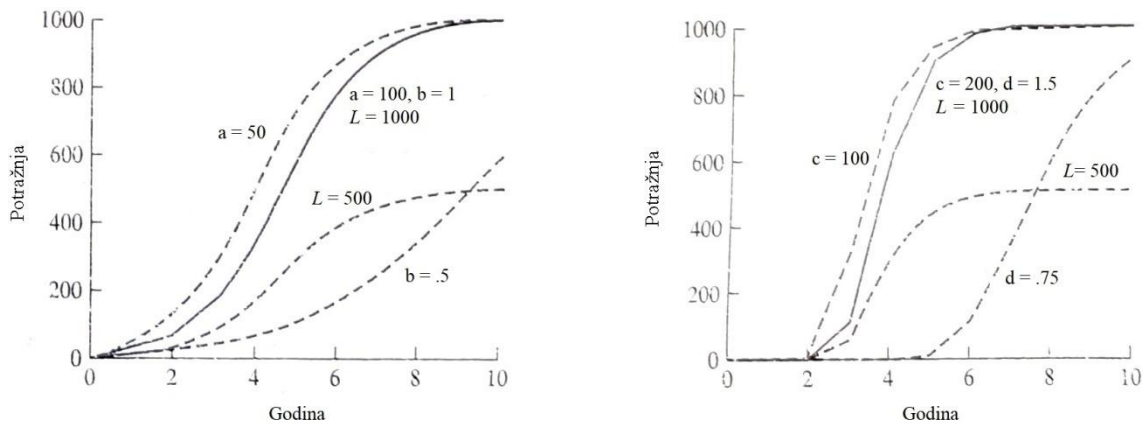 1000
800
600
400
200
0
Potražnja
a = 50
a = 100, b = 1
L = 1000
L = 500
b = .5
0 2 4 6 8 10
Godina
1000
800
600
400
200
0
Potražnja
c = 100
c = 200, d = 1.5
L = 1000
L= 500
d = .75
0 2 4 6 8 10
Godina